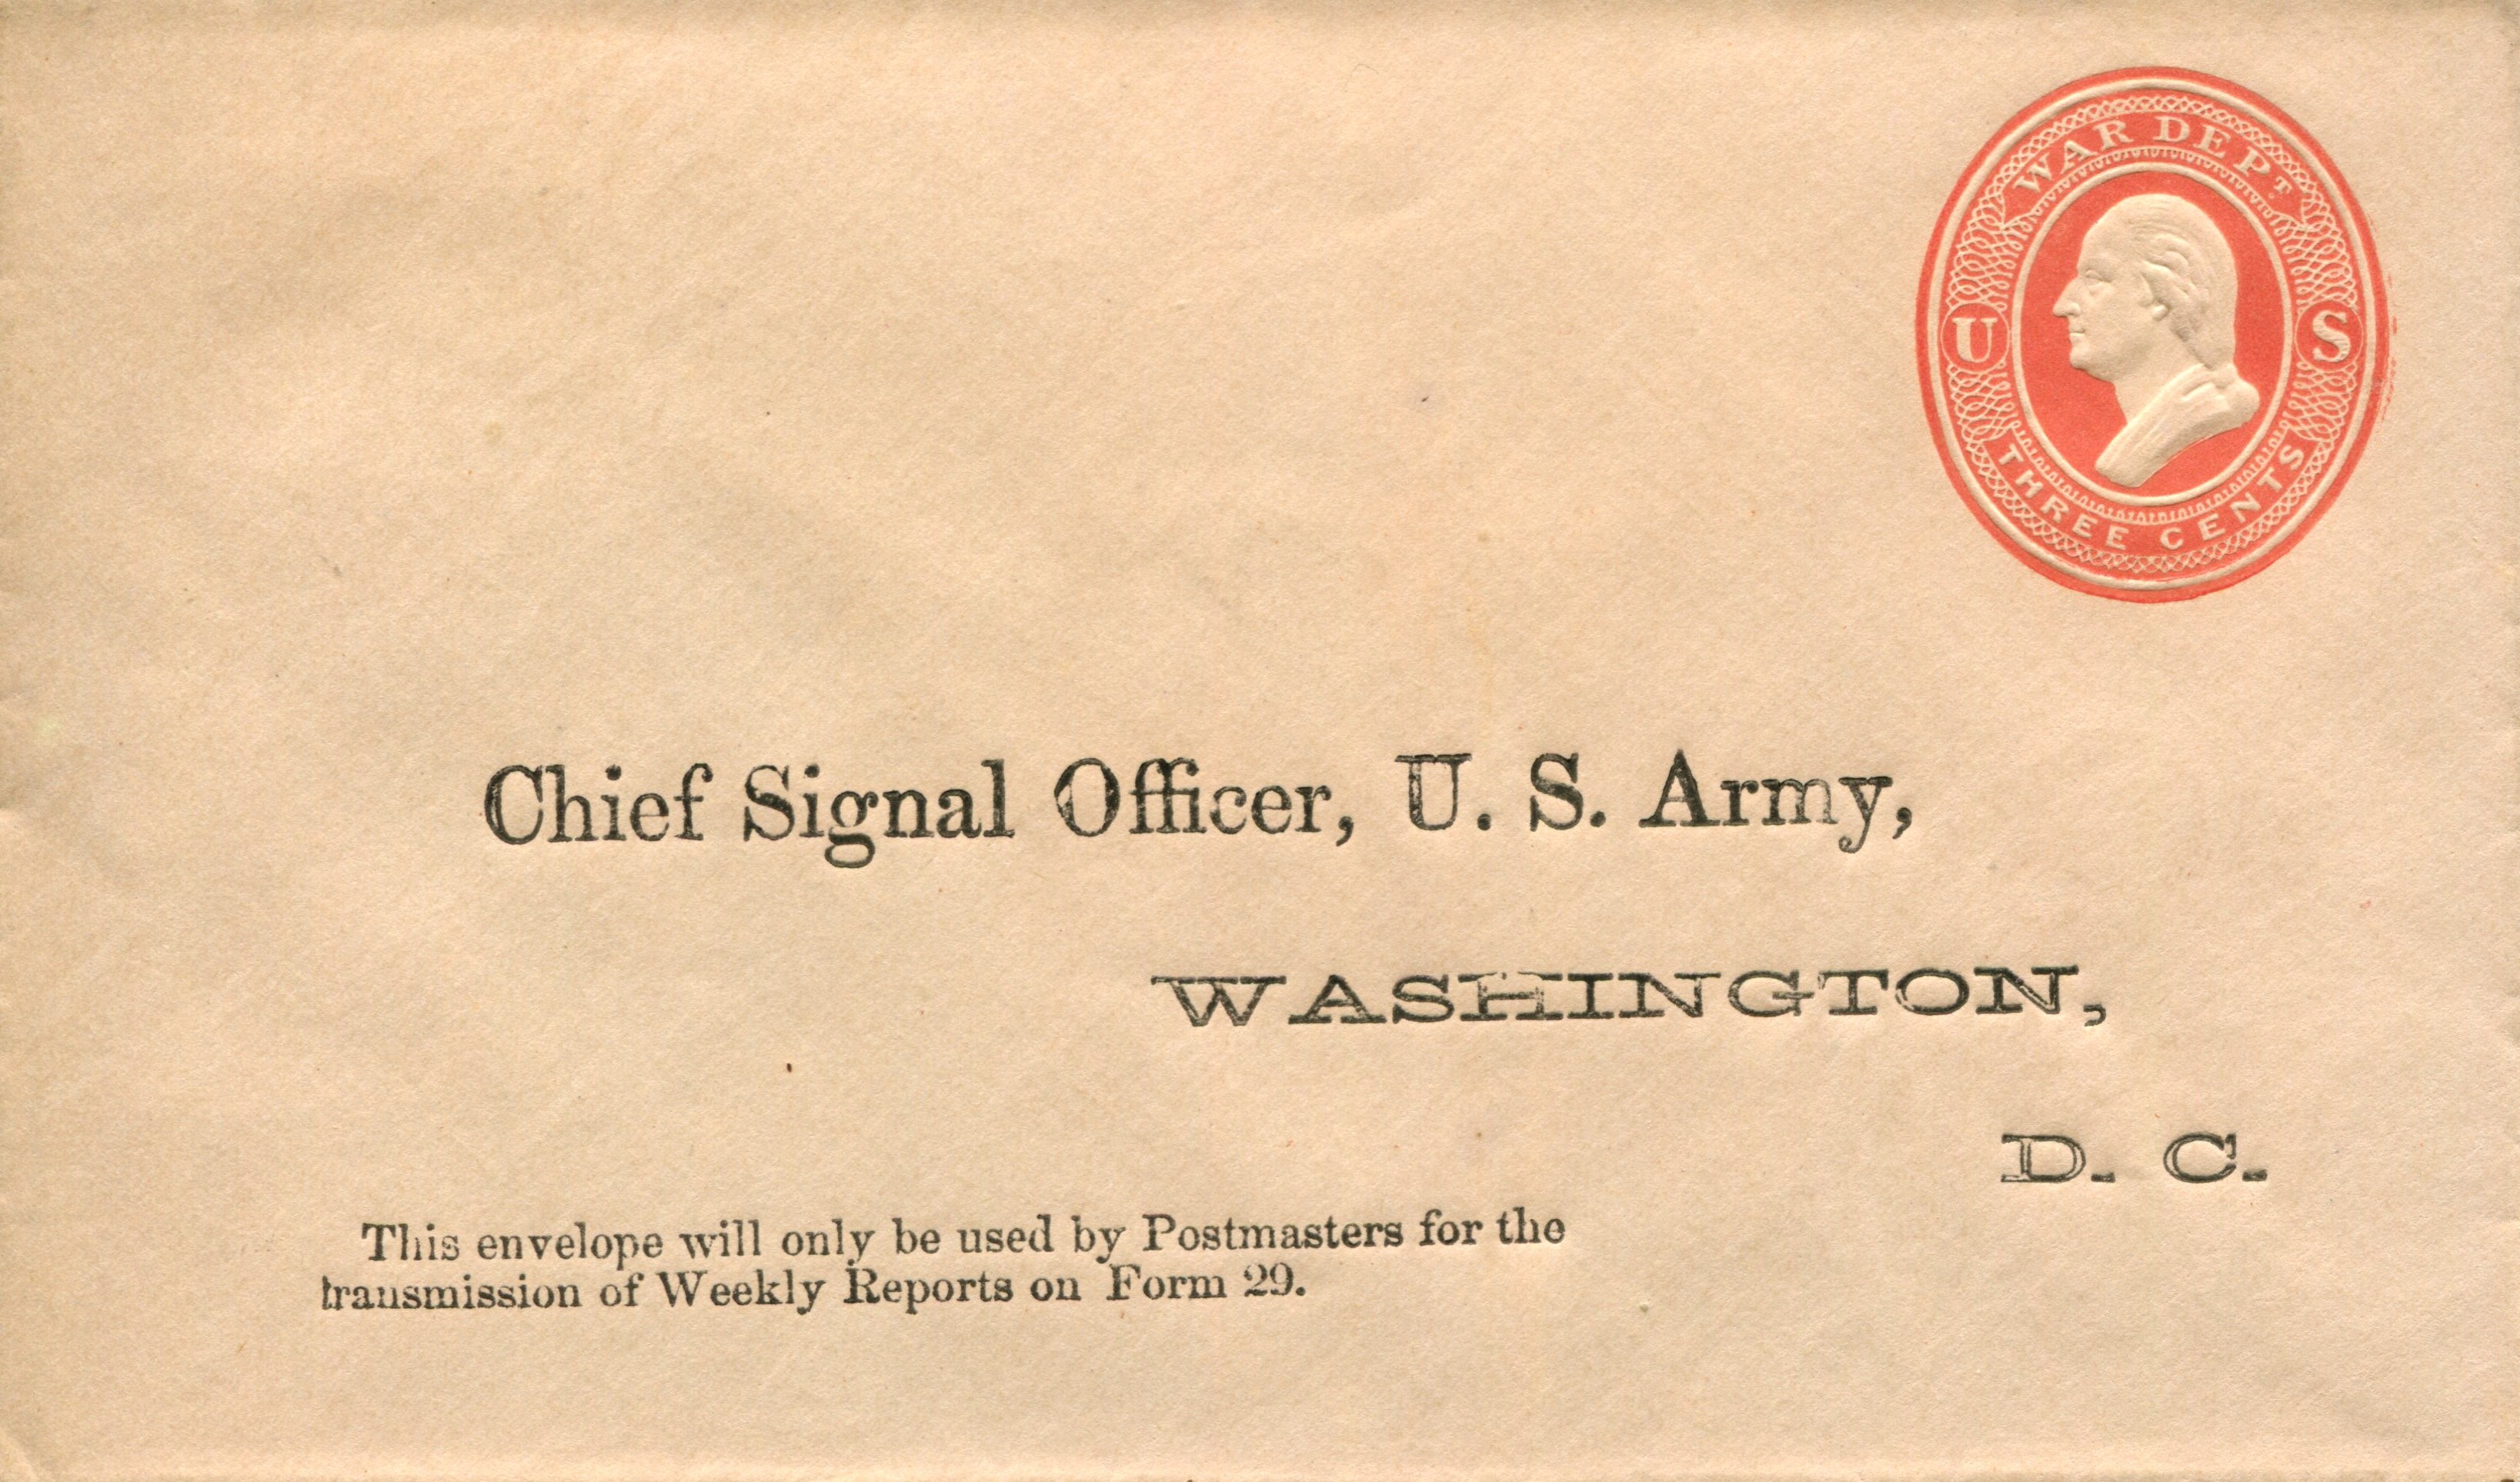 WAR DEPT.
U S
THREE CENTS
Chief Signal Officer, U. S. Army,
WASHINGTON,
D. C.
This envelope will only be used by Postmasters for the
transmission of Weekly Reports on Form 29.